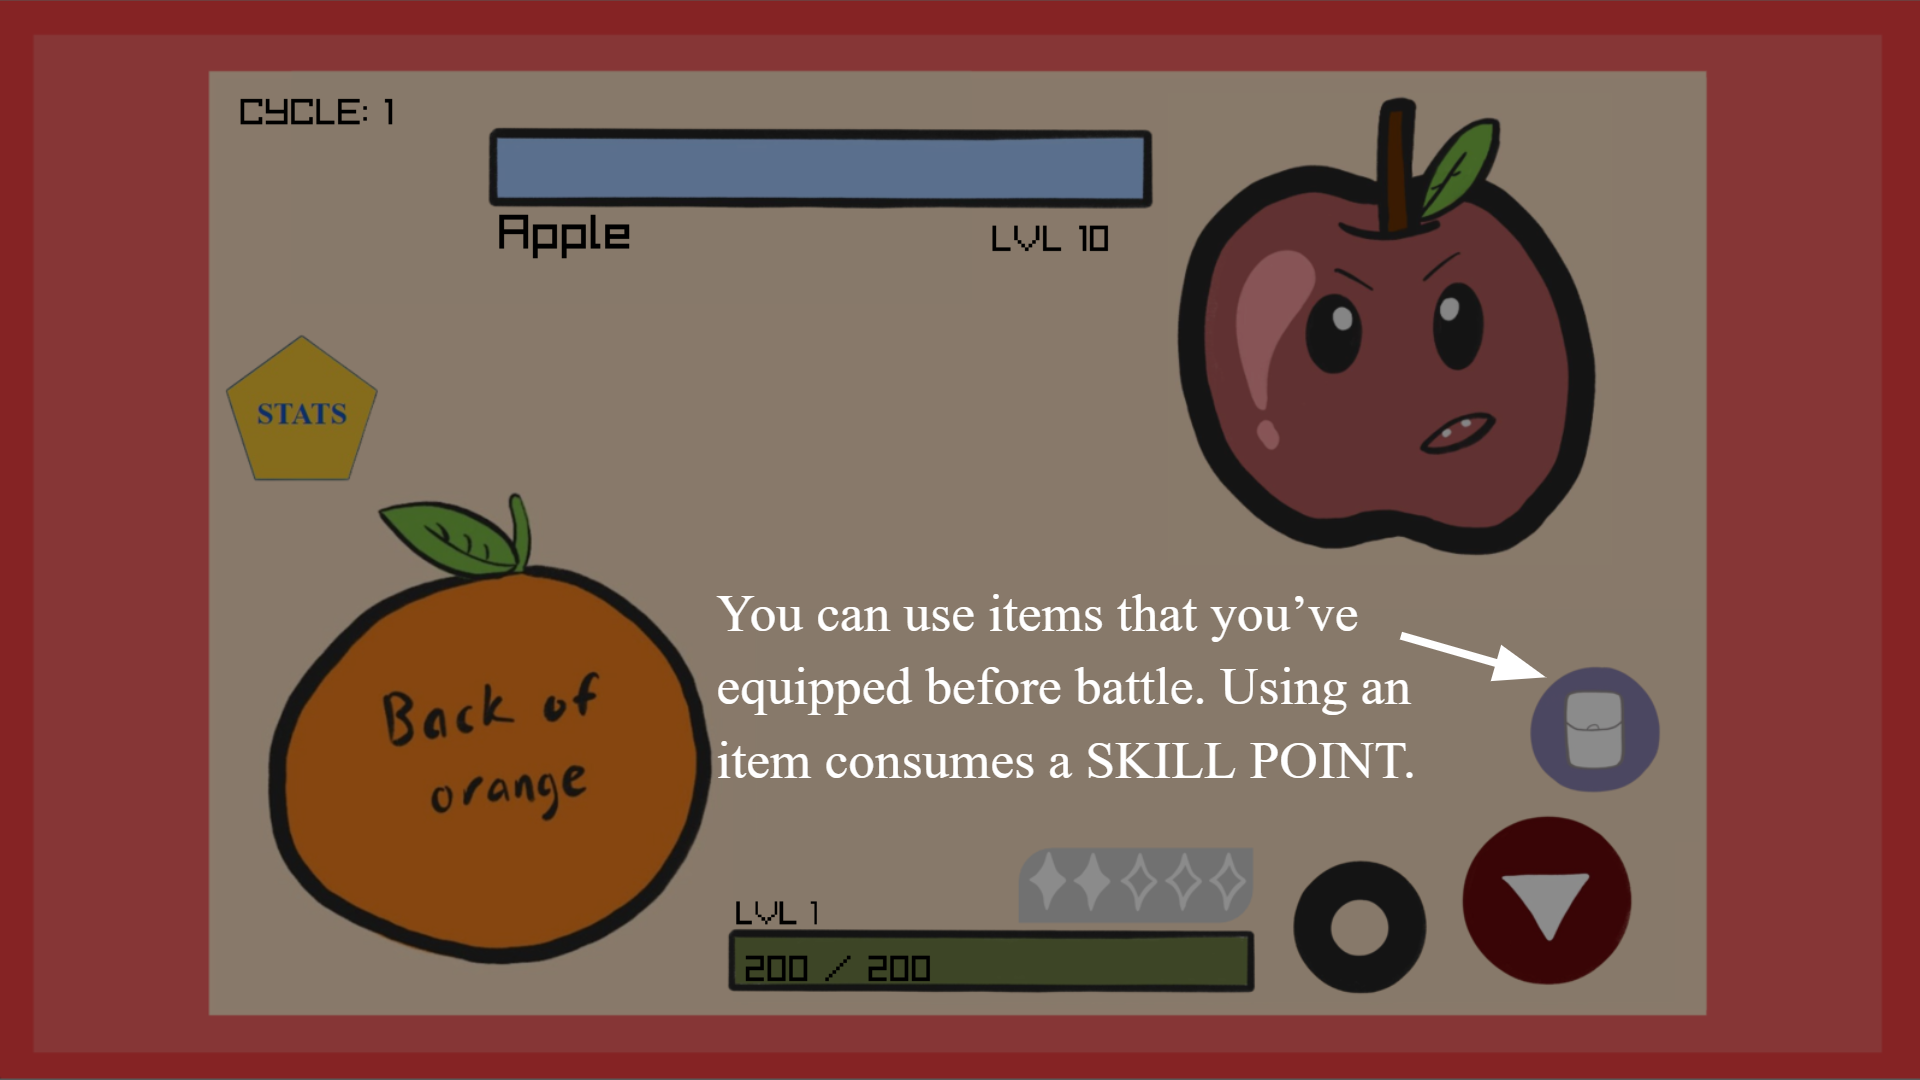 CYCLE: 1
Apple
LVL 10
STATS
Back of
orange
You can use items that you’ve
equipped before battle. Using an
item consumes a SKILL POINT.
LVL 1
200 / 200